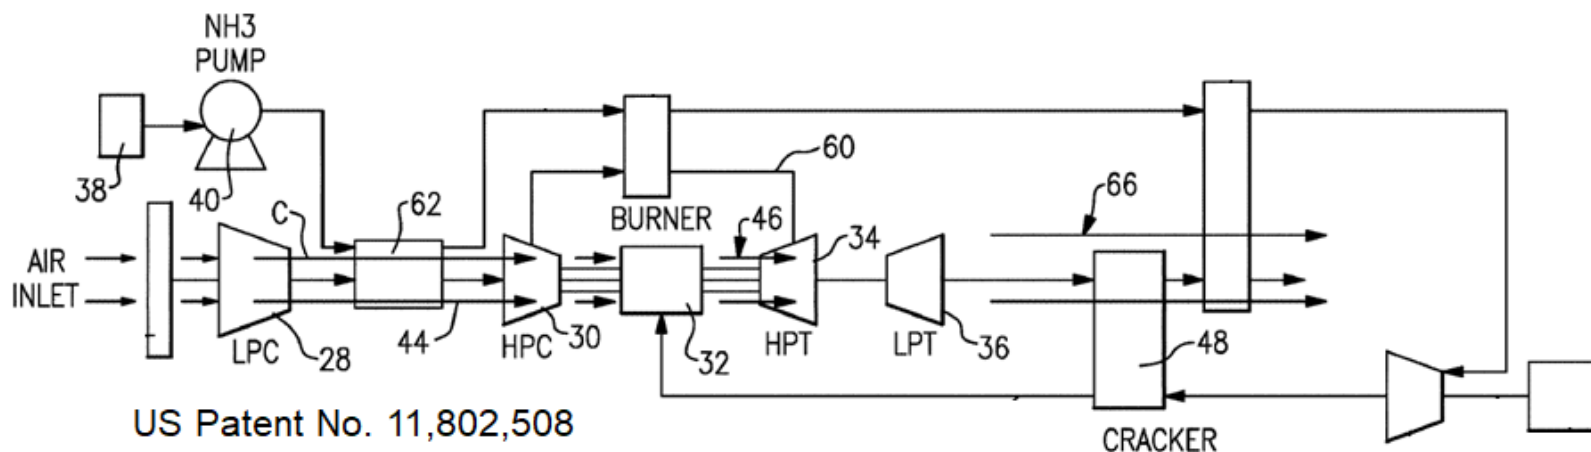 NH3
PUMP
38
40
C
62
BURNER
60
46
34
66
AIR
INLET
LPC
28
44
HPC
30
32
HPT
LPT
36
48
CRACKER
US Patent No. 11,802,508